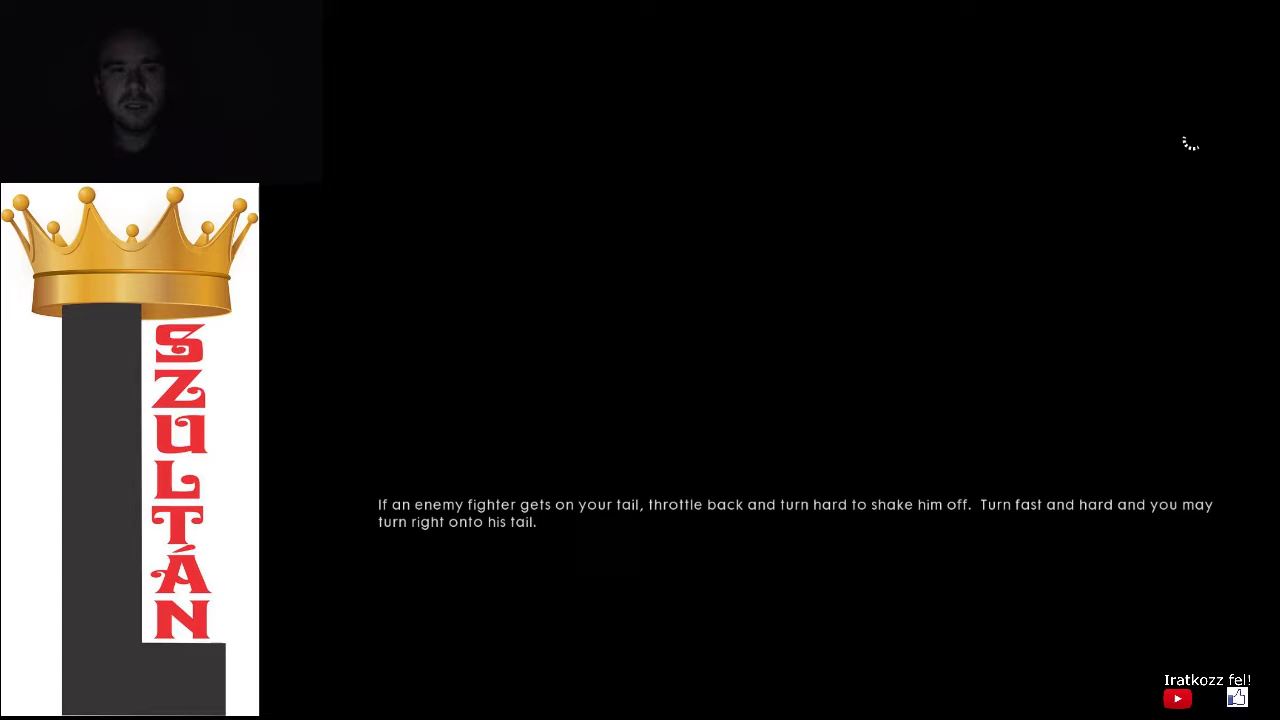 SZULTÁN
If an enemy fighter gets on your tail, throttle back and turn hard to shake him off. Turn fast and hard and you may
turn right onto his tail.
Iratkozz fel!